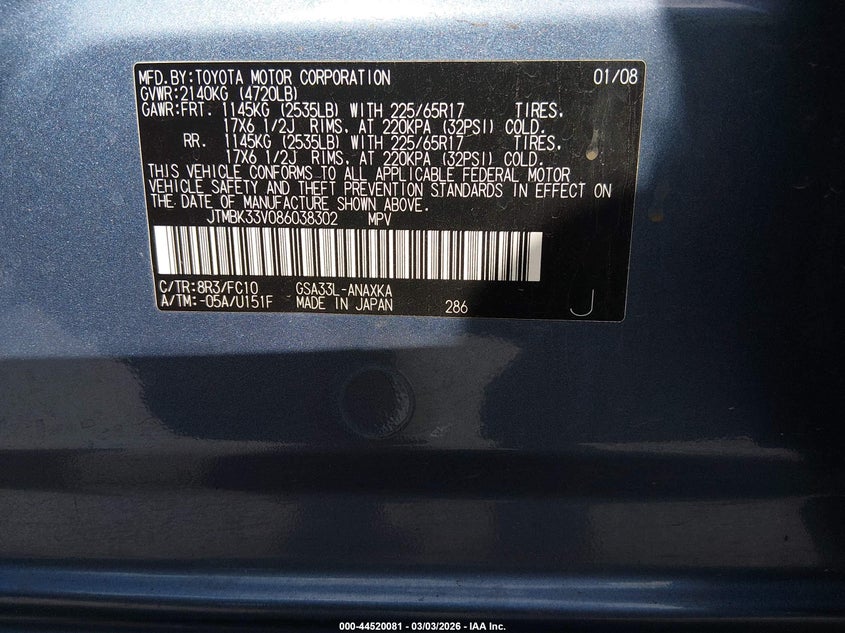 MFD.BY:TOYOTA MOTOR CORPORATION 01/08
GVWR:2140KG (4720LB)
GAWR:FRT. 1145KG (2535LB) WITH 225/65R17 TIRES.
17X6 1/2J RIMS. AT 220KPA (32PSI) COLD.
RR. 1145KG (2535LB) WITH 225/65R17 TIRES.
17X6 1/2J RIMS. AT 220KPA (32PSI) COLD.
THIS VEHICLE CONFORMS TO ALL APPLICABLE FEDERAL MOTOR
VEHICLE SAFETY AND THEFT PREVENTION STANDARDS IN EFFECT ON
THE DATE OF MANUFACTURE SHOWN ABOVE.
JTMBK33V086038302 MPV
C/TR:8R3/FC10 GSA33L-ANAXKA
A/TM:-05A/U151F MADE IN JAPAN 286 J
000-44520081 - 03/03/2026 - IAA Inc.